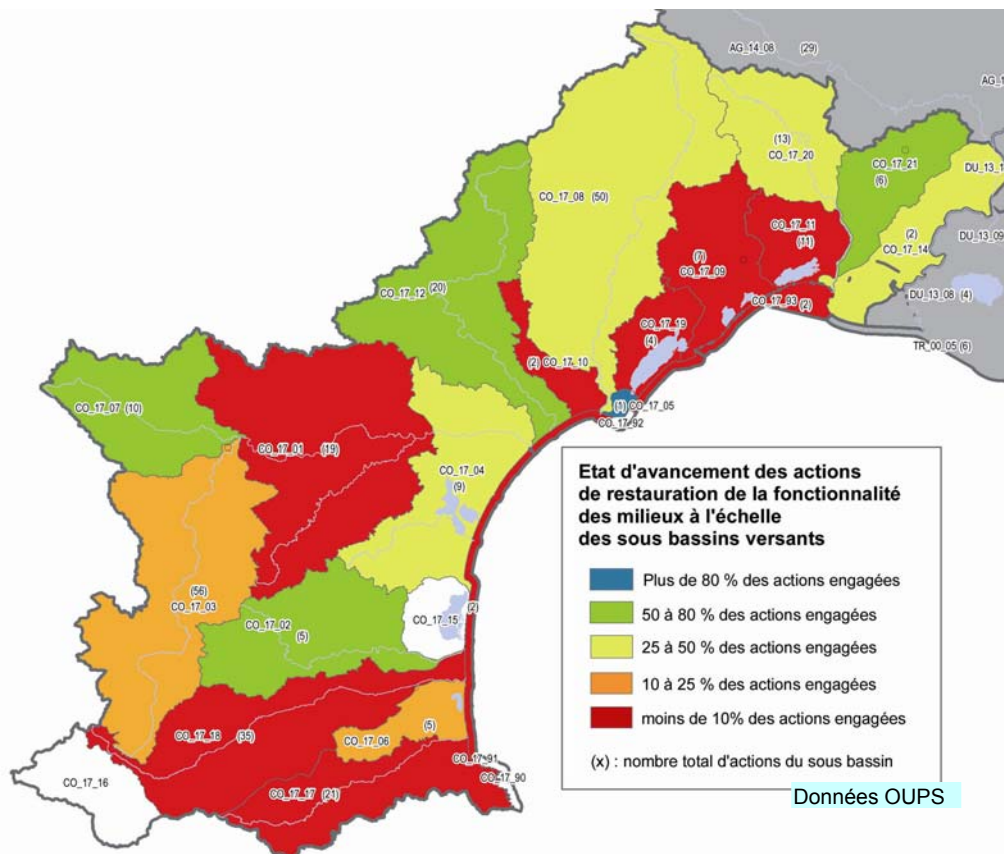 AG_14_08 (29)
AG_1
(13)
CO_17_20
CO_17_21
(6)
DU_13_1
CO_17_08 (50)
CO_17_11
(11)
(2)
CO_17_14
DU_13_09
(7)
CO_17_09
CO_17_12 (20)
DU_13_08 (4)
CO_17_93 (2)
CO_17_19
(4)
TR_00_05 (6)
(2) CO_17_10
CO_17_07 (10)
(1) CO_17_05
CO_17_92
CO_17_01 (19)
CO_17_04
(9)
(56)
CO_17_03
CO_17_02 (5)
CO_17_15 (2)
CO_17_18 (35)
(5)
CO_17_06
CO_17_91
CO_17_90
CO_17_16
CO_17_17 (21)
Etat d'avancement des actions
de restauration de la fonctionnalité
des milieux à l'échelle
des sous bassins versants
Plus de 80 % des actions engagées
50 à 80 % des actions engagées
25 à 50 % des actions engagées
10 à 25 % des actions engagées
moins de 10% des actions engagées
(x) : nombre total d'actions du sous bassin
Données OUPS